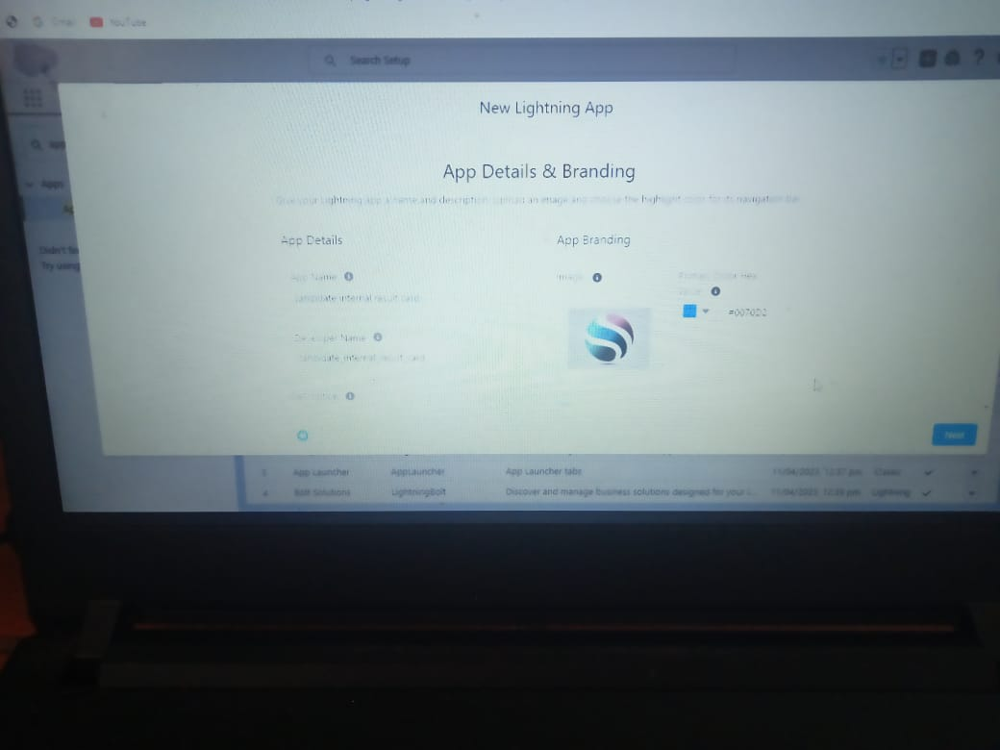 Gmail YouTube
Search Setup
New Lightning App
App Details & Branding
Give your Lightning app a name and description. Upload an image and choose the highlight color for its navigation bar.
App Details
App Branding
App Name
Image
Primary Color Hex
Value
candidate internal result card
#0070D2
Developer Name
candidate_internal_result_card
Description
app
Apps
Didn't fin
Try using
Next
3 App Launcher AppLauncher App Launcher tabs 11/04/2023, 12:37 pm Classic
4 Bolt Solutions LightningBolt Discover and manage business solutions designed for your i... 11/04/2023, 12:39 pm Lightning